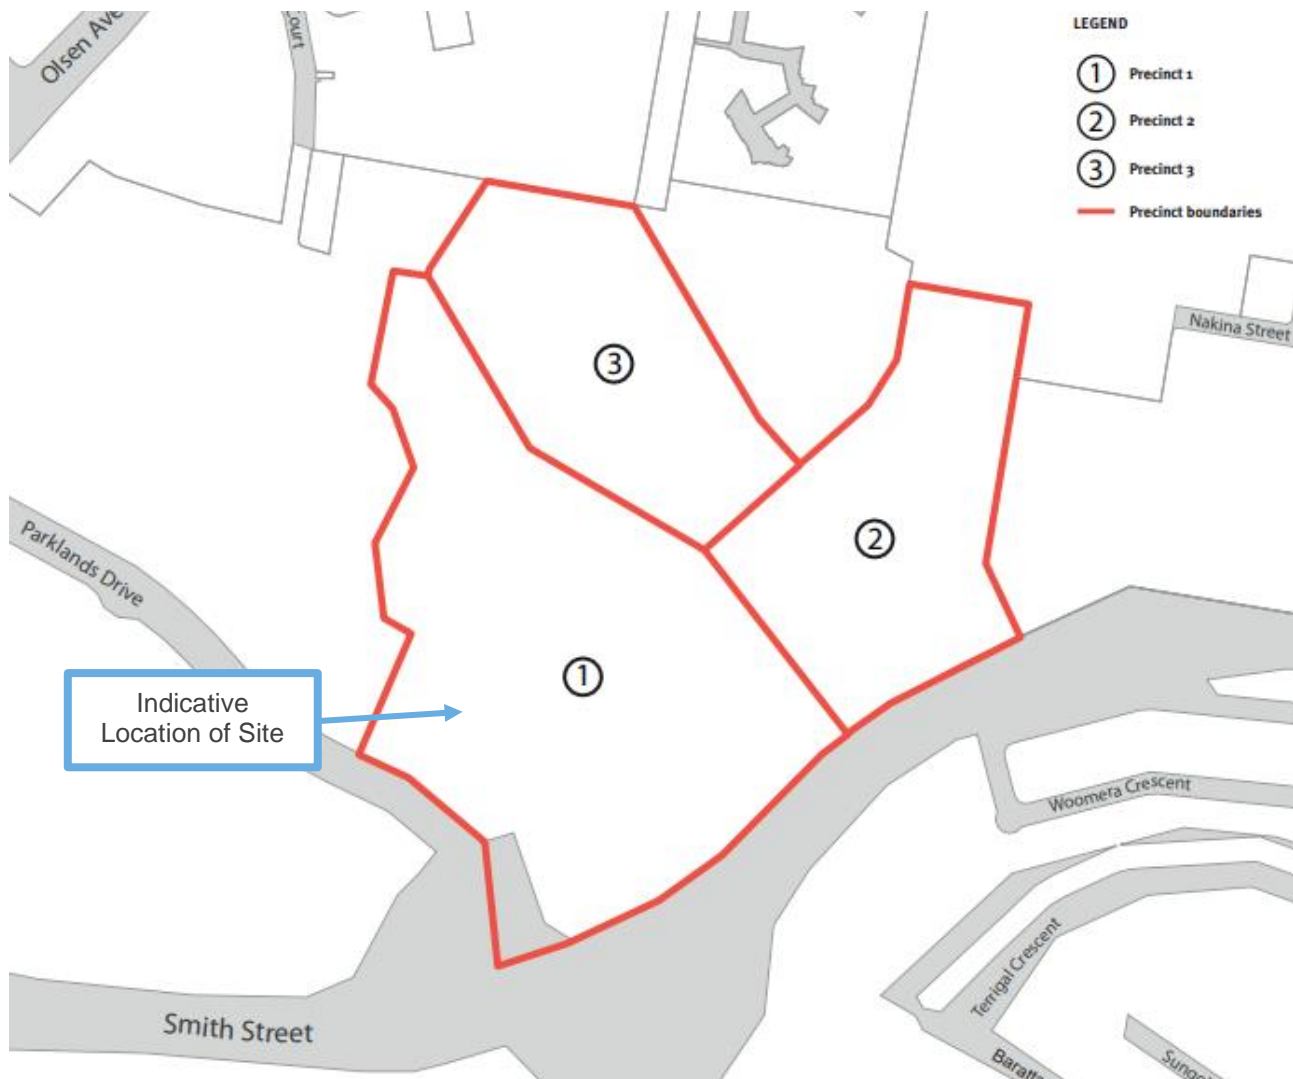 LEGEND
1 Precinct 1
2 Precinct 2
3 Precinct 3
Precinct boundaries
Olsen Ave
Court
Nakina Street
3
2
Parklands Drive
1
Indicative
Location of Site
Woomera Crescent
Terrigal Crescent
Smith Street